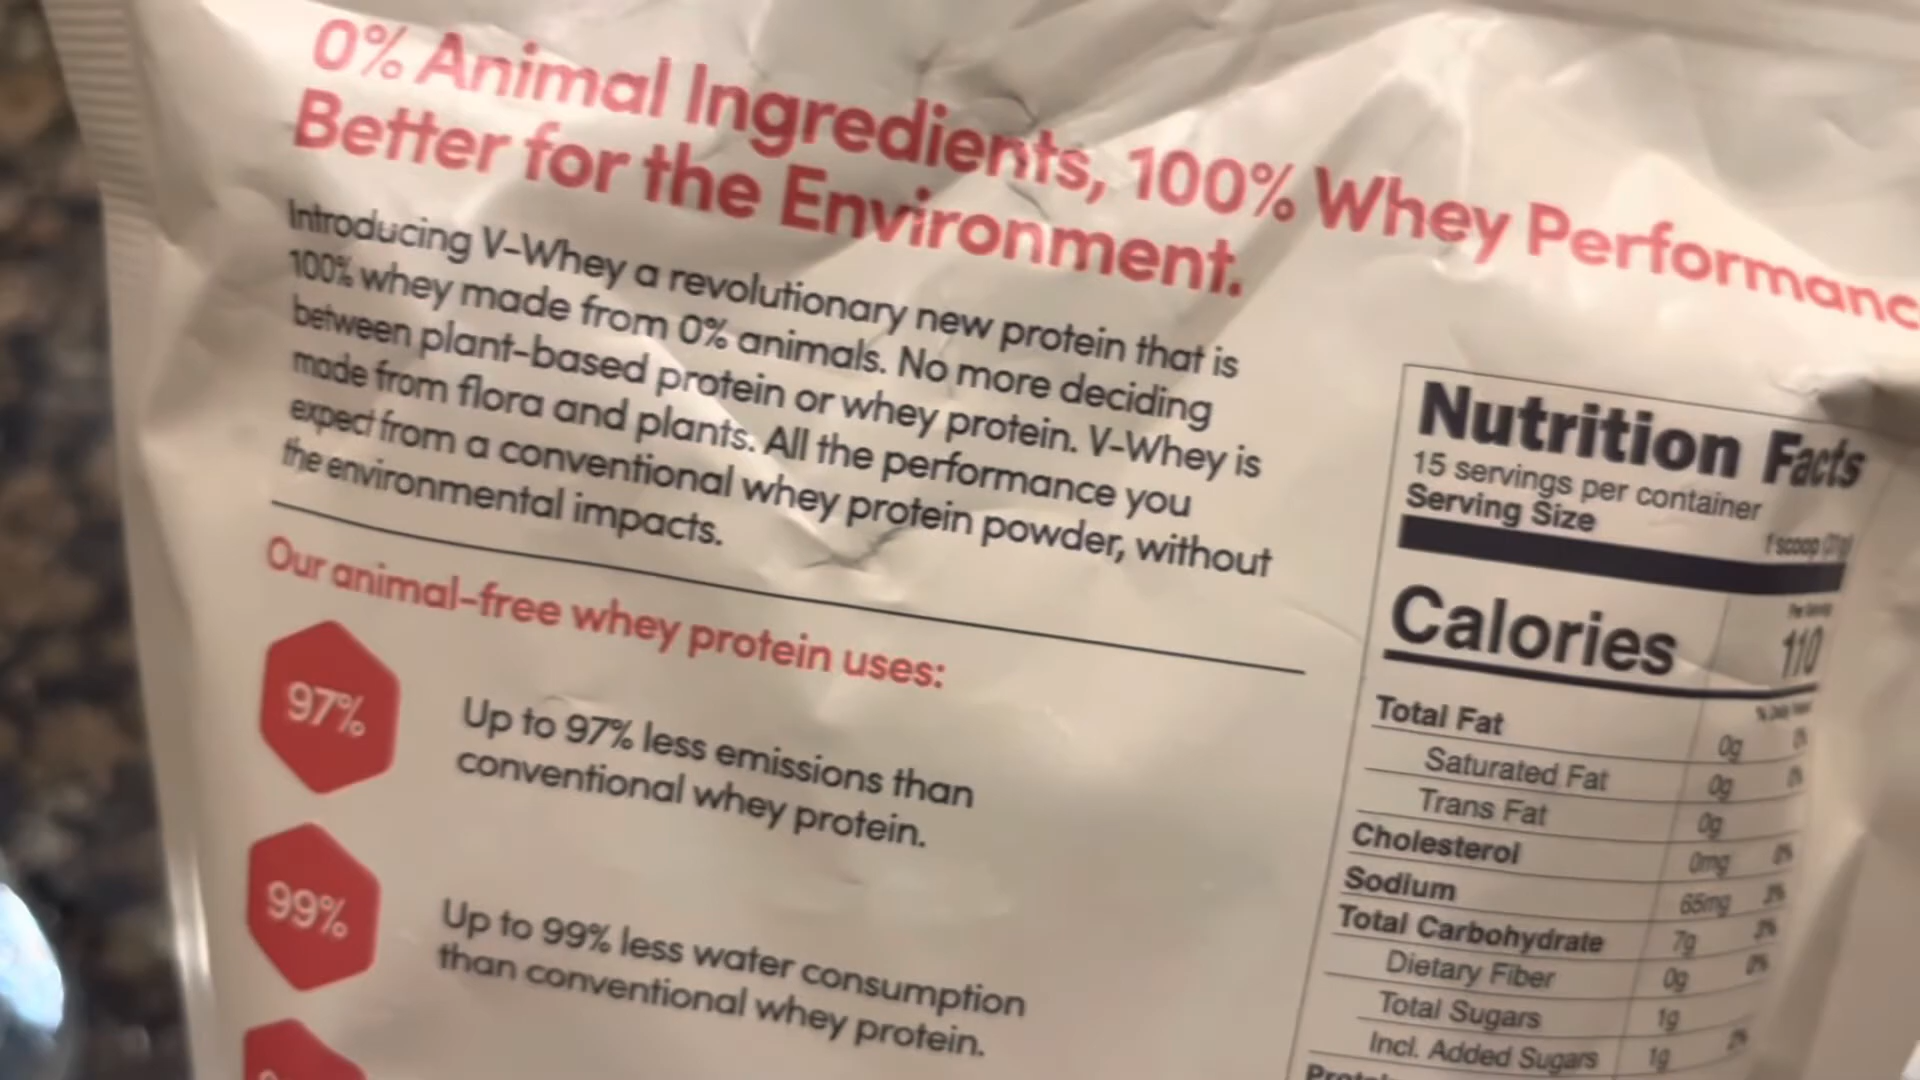 0% Animal Ingredients, 100% Whey Performanc
Better for the Environment.
Introducing V-Whey a revolutionary new protein that is
100% whey made from 0% animals. No more deciding
between plant-based protein or whey protein. V-Whey is
made from flora and plants. All the performance you
expect from a conventional whey protein powder, without
the environmental impacts.
Our animal-free whey protein uses:
97%
Up to 97% less emissions than
conventional whey protein.
99%
Up to 99% less water consumption
than conventional whey protein.
Nutrition Facts
15 servings per container
Serving Size 1 scoop
Calories 110
Total Fat 0g 0%
Saturated Fat 0g 0%
Trans Fat 0g
Cholesterol 0mg 0%
Sodium 65mg 3%
Total Carbohydrate 7g 3%
Dietary Fiber 0g 0%
Total Sugars 1g
Incl. Added Sugars 1g 2%